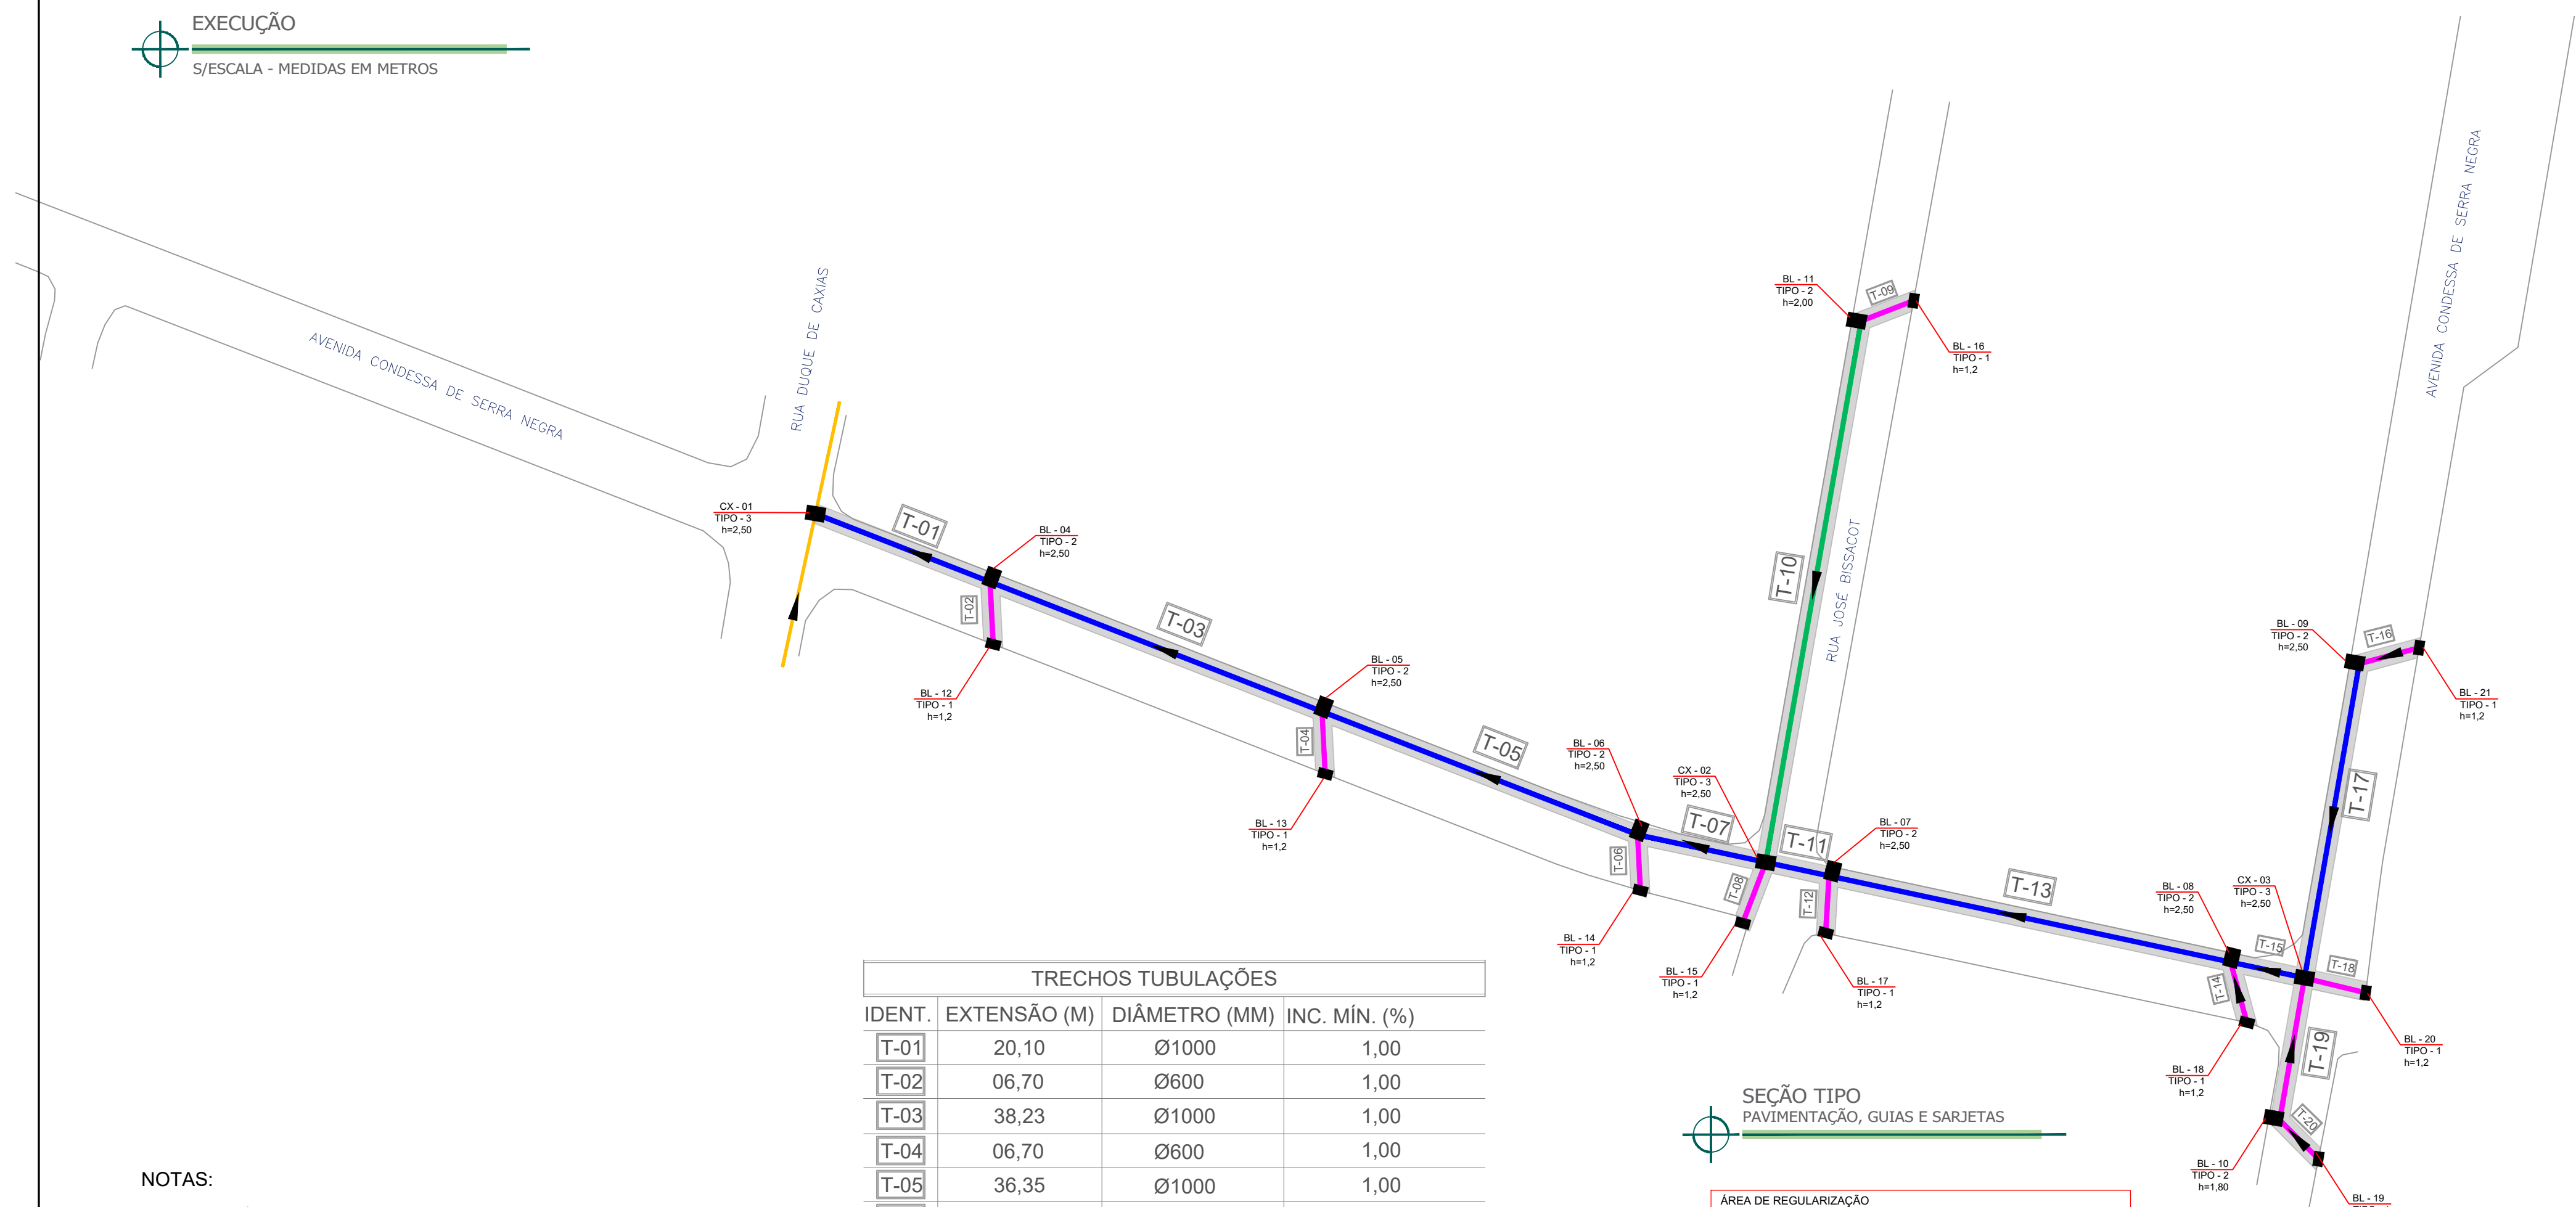 EXECUÇÃO
S/ESCALA - MEDIDAS EM METROS
AVENIDA CONDESSA DE SERRA NEGRA
RUA DUQUE DE CAXIAS
CX - 01
TIPO - 3
h=2,50
T-01
BL - 04
TIPO - 2
h=2,50
T-02
BL - 12
TIPO - 1
h=1,2
T-03
BL - 05
TIPO - 2
h=2,50
T-04
BL - 13
TIPO - 1
h=1,2
T-05
BL - 06
TIPO - 2
h=2,50
T-06
BL - 14
TIPO - 1
h=1,2
T-07
CX - 02
TIPO - 3
h=2,50
T-08
BL - 15
TIPO - 1
h=1,2
BL - 11
TIPO - 2
h=2,00
T-09
BL - 16
TIPO - 1
h=1,2
T-10
RUA JOSÉ BISSACOT
T-11
BL - 07
TIPO - 2
h=2,50
T-12
BL - 17
TIPO - 1
h=1,2
T-13
BL - 08
TIPO - 2
h=2,50
T-14
BL - 18
TIPO - 1
h=1,2
CX - 03
TIPO - 3
h=2,50
T-15
AVENIDA CONDESSA DE SERRA NEGRA
BL - 09
TIPO - 2
h=2,50
T-16
BL - 21
TIPO - 1
h=1,2
T-17
T-18
BL - 20
TIPO - 1
h=1,2
T-19
T-20
BL - 10
TIPO - 2
h=1,80
BL - 19
TRECHOS TUBULAÇÕES
IDENT. EXTENSÃO (M) DIÂMETRO (MM) INC. MÍN. (%)
T-01 20,10 Ø1000 1,00
T-02 06,70 Ø600 1,00
T-03 38,23 Ø1000 1,00
T-04 06,70 Ø600 1,00
T-05 36,35 Ø1000 1,00
SEÇÃO TIPO
PAVIMENTAÇÃO, GUIAS E SARJETAS
ÁREA DE REGULARIZAÇÃO
NOTAS: